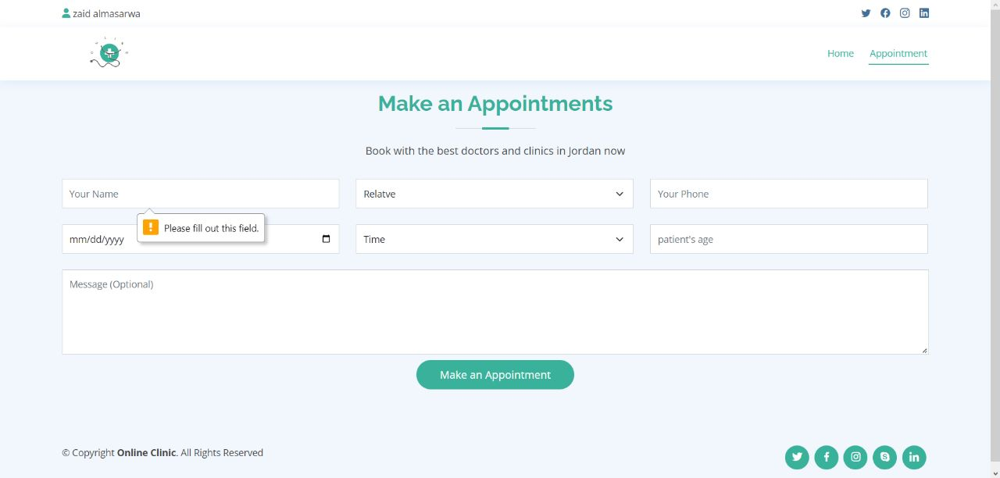 zaid almasarwa
Home Appointment
Make an Appointments
Book with the best doctors and clinics in Jordan now
Your Name Relatve Your Phone
Please fill out this field.
mm/dd/yyyy Time patient's age
Message (Optional)
Make an Appointment
© Copyright Online Clinic. All Rights Reserved